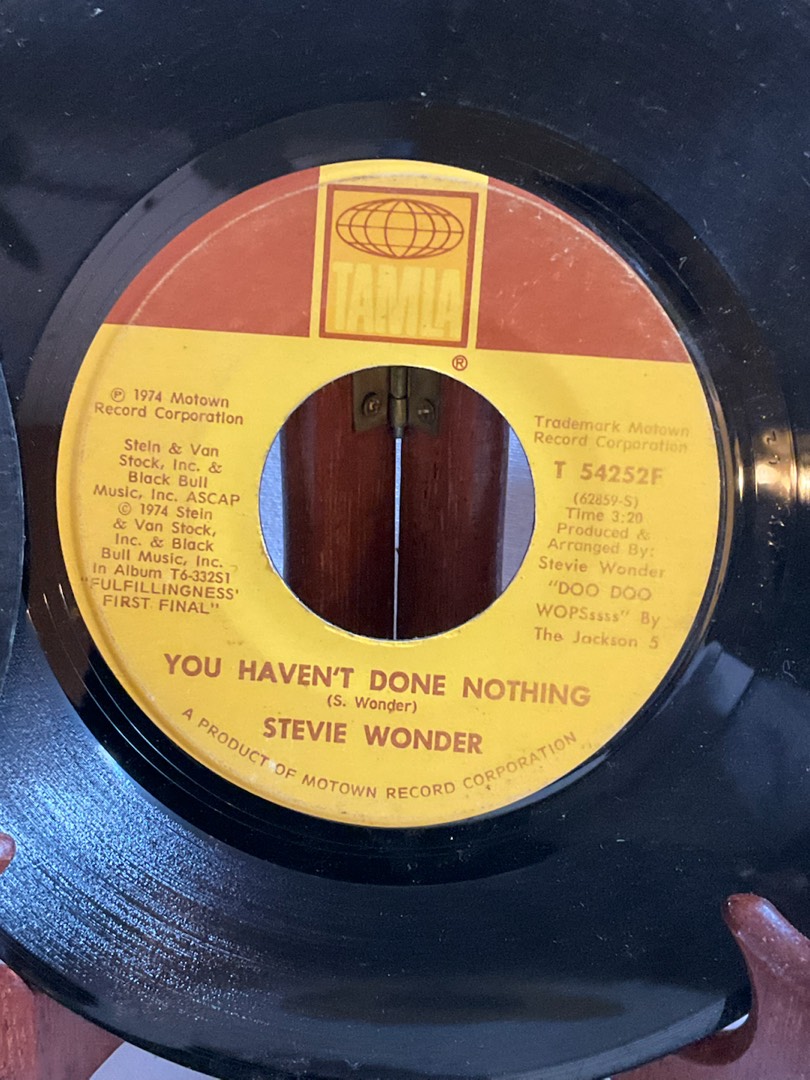 TAMLA
®
℗ 1974 Motown
Record Corporation
Stein & Van
Stock, Inc. &
Black Bull
Music, Inc. ASCAP
© 1974 Stein
& Van Stock,
Inc. & Black
Bull Music, Inc.
In Album T6-332S1
"FULFILLINGNESS'
FIRST FINAL"
Trademark Motown
Record Corporation
T 54252F
(62859-S)
Time 3:20
Produced &
Arranged By:
Stevie Wonder
"DOO DOO
WOPSssss" By
The Jackson 5
YOU HAVEN'T DONE NOTHING
(S. Wonder)
STEVIE WONDER
A PRODUCT OF MOTOWN RECORD CORPORATION